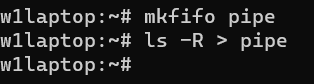 w1laptop:~# mkfifo pipe
w1laptop:~# ls -R > pipe
w1laptop:~#